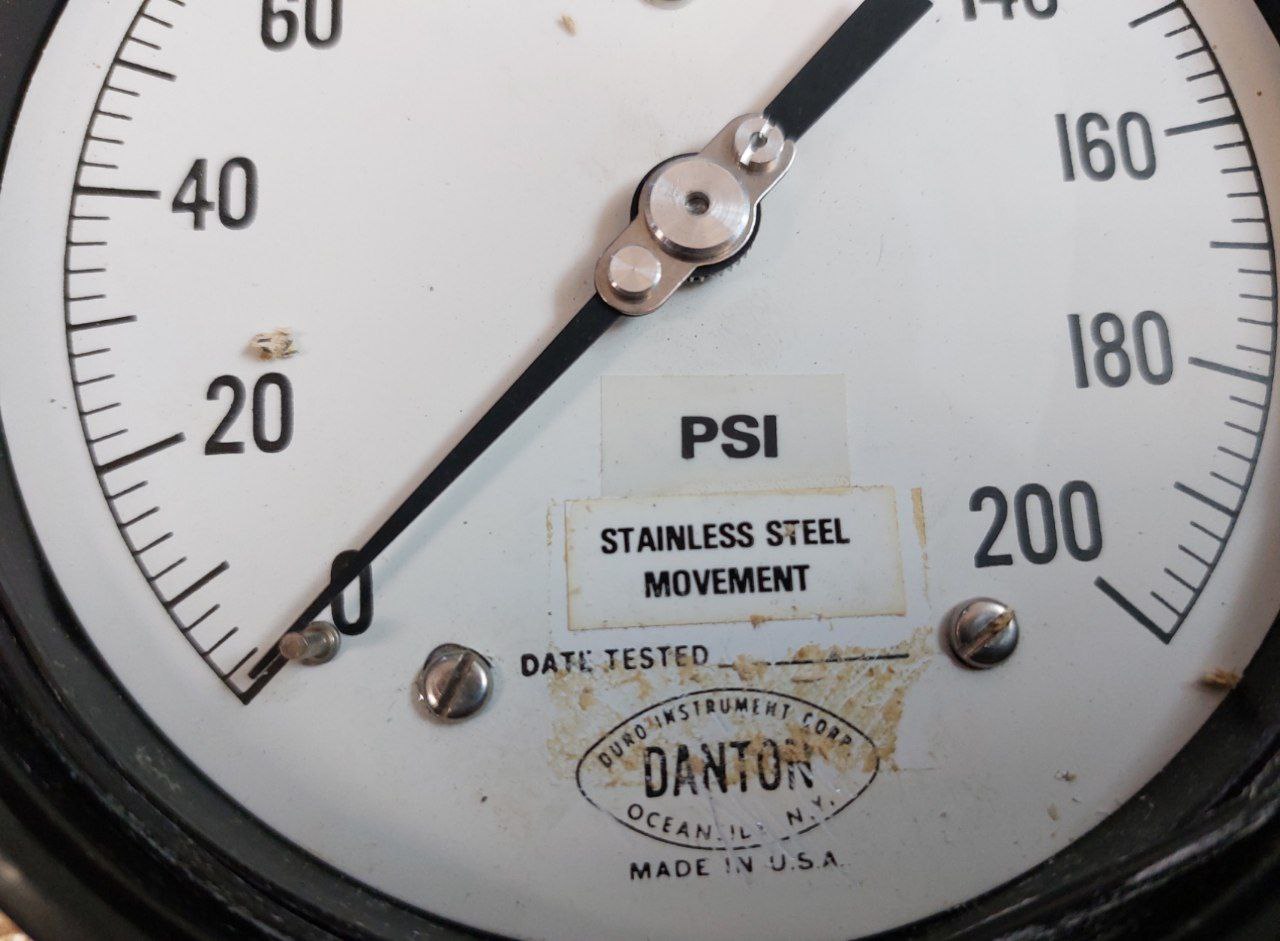 60
140
40
160
20
180
0
200
PSI
STAINLESS STEEL
MOVEMENT
DATE TESTED
DURO INSTRUMENT CORP
DANTON
N.Y.
MADE IN U.S.A.